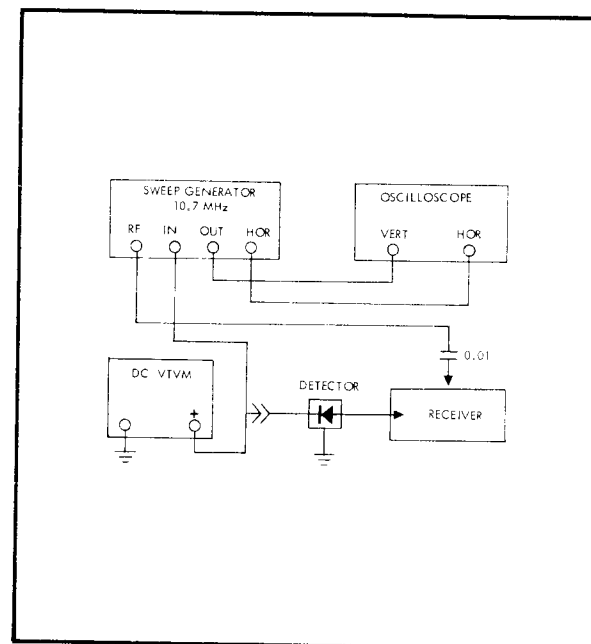 SWEEP GENERATOR
10.7 MHz
RF IN OUT HOR
OSCILLOSCOPE
VERT HOR
0.01
DC VTVM
+
DETECTOR
RECEIVER